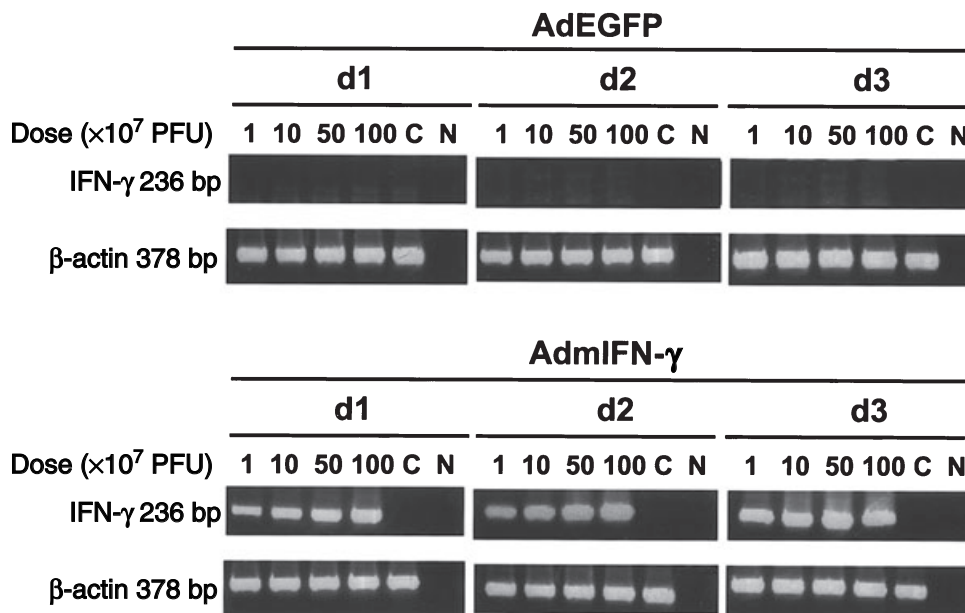 AdEGFP
d1 d2 d3
Dose (×10⁷ PFU) 1 10 50 100 C N 1 10 50 100 C N 1 10 50 100 C N
IFN-γ 236 bp
β-actin 378 bp
AdmIFN-γ
d1 d2 d3
Dose (×10⁷ PFU) 1 10 50 100 C N 1 10 50 100 C N 1 10 50 100 C N
IFN-γ 236 bp
β-actin 378 bp